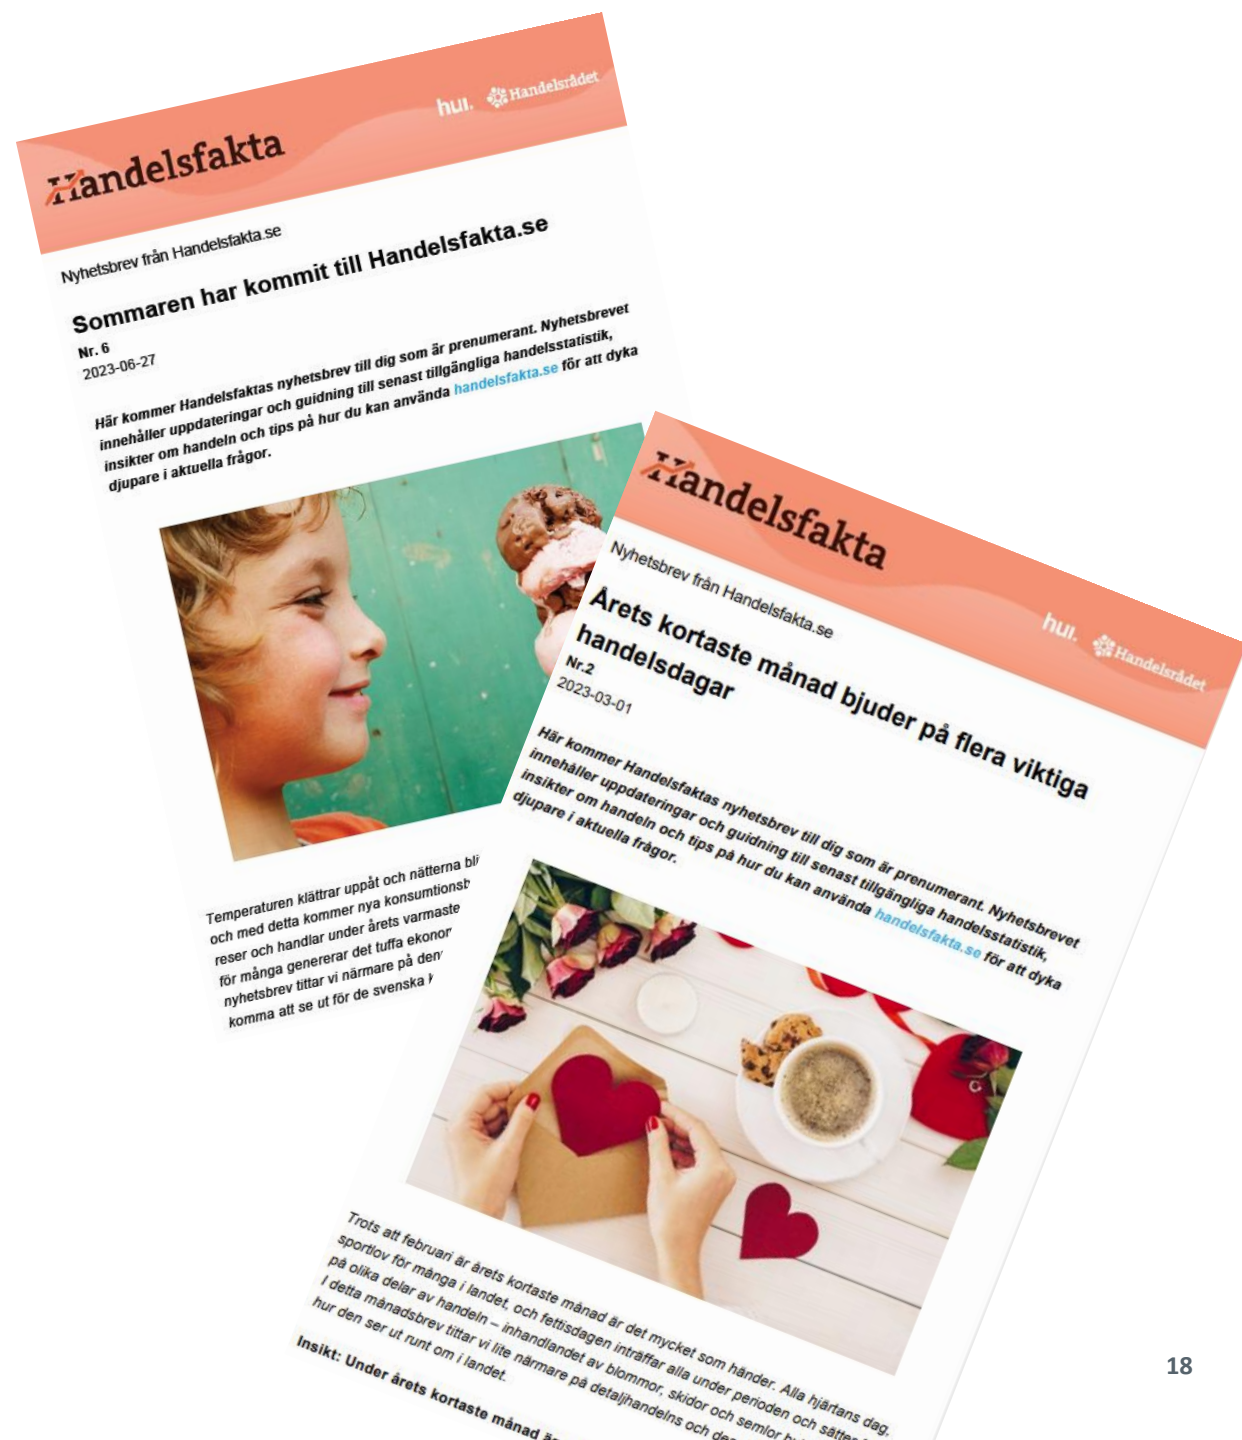 Handelsfakta
hui. Handelsrådet
Nyhetsbrev från Handelsfakta.se
Sommaren har kommit till Handelsfakta.se
Nr. 6
2023-06-27
Här kommer Handelsfaktas nyhetsbrev till dig som är prenumerant. Nyhetsbrevet
innehåller uppdateringar och guidning till senast tillgängliga handelsstatistik,
insikter om handeln och tips på hur du kan använda handelsfakta.se för att dyka
djupare i aktuella frågor.
Temperaturen klättrar uppåt och nätterna
och med detta kommer nya
reser och handlar under årets varmaste
för många genererar det tuffa
nyhetsbrev tittar vi närmare på
komma att se ut för de svenska
Handelsfakta
hui. Handelsrådet
Nyhetsbrev från Handelsfakta.se
Årets kortaste månad bjuder på flera viktiga
handelsdagar
Nr.2
2023-03-01
Här kommer Handelsfaktas nyhetsbrev till dig som är prenumerant. Nyhetsbrevet
innehåller uppdateringar och guidning till senast tillgängliga handelsstatistik,
insikter om handeln och tips på hur du kan använda handelsfakta.se för att dyka
djupare i aktuella frågor.
Trots att februari är årets kortaste månad är det mycket som händer. Alla hjärtans dag,
sportlov för många i landet, och fettisdagen inträffar alla under perioden och sätter
på olika delar av handeln – inhandlandet av blommor, skidor och semlor
I detta månadsbrev tittar vi lite närmare på detaljhandelns och
hur den ser ut runt om i landet.
Insikt: Under årets kortaste månad
18